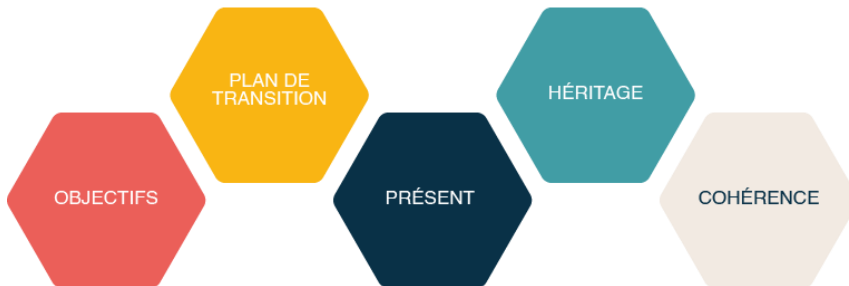 OBJECTIFS
PLAN DE
TRANSITION
PRÉSENT
HÉRITAGE
COHÉRENCE